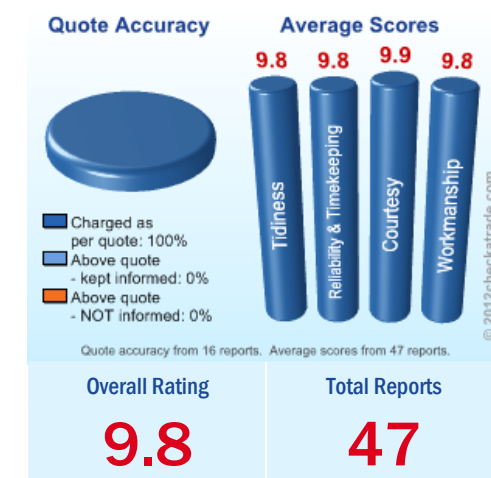 Quote Accuracy
Average Scores
9.8 9.8 9.9 9.8
Tidiness
Reliability & Timekeeping
Courtesy
Workmanship
Charged as
per quote: 100%
Above quote
- kept informed: 0%
Above quote
- NOT informed: 0%
© 2012checkatrade.com
Quote accuracy from 16 reports. Average scores from 47 reports.
Overall Rating
9.8
Total Reports
47